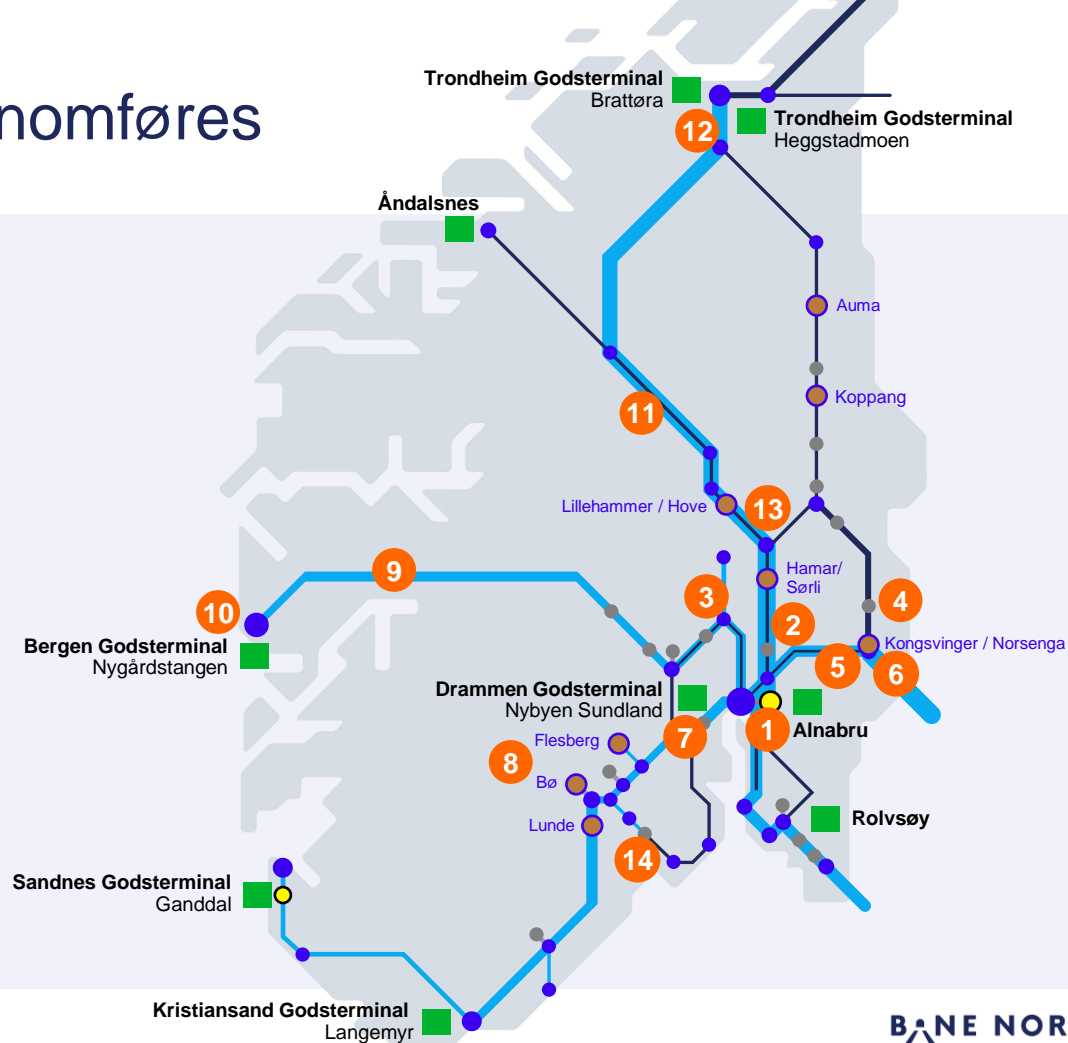 nomføres
Trondheim Godsterminal
Brattøra
Trondheim Godsterminal
Heggstadmoen
12
Åndalsnes
Auma
Koppang
11
Lillehammer / Hove
13
Hamar/
Sørli
9
3
4
10
2
Kongsvinger / Norsenga
Bergen Godsterminal
Nygårdstangen
5
6
Drammen Godsterminal
Nybyen Sundland
1
Alnabru
7
Flesberg
8
Bø
Lunde
Rolvsøy
14
Sandnes Godsterminal
Ganddal
Kristiansand Godsterminal
Langemyr
BANE NOR